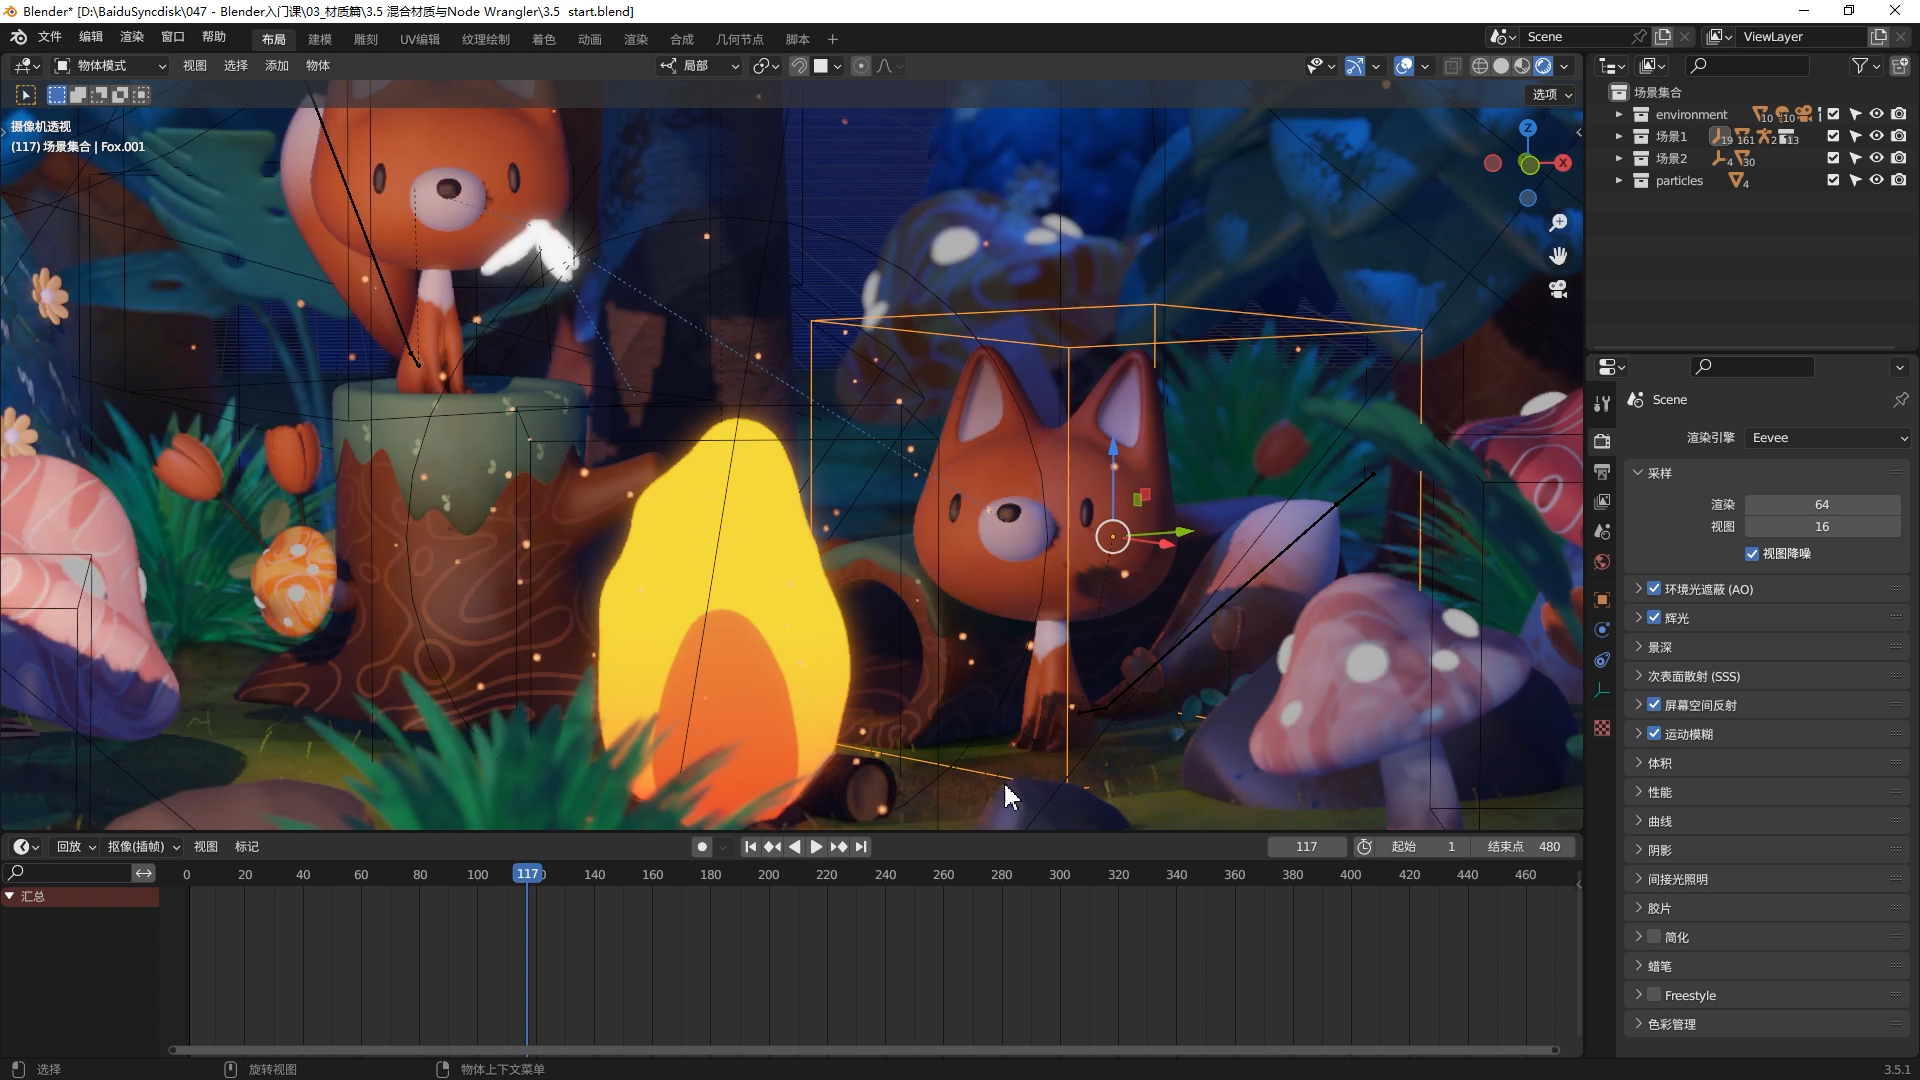 Blender* [D:\BaiduSyncdisk\047 - Blender入门课\03_材质篇\3.5 混合材质与Node Wrangler\3.5  start.blend]
文件 编辑 渲染 窗口 帮助 布局 建模 雕刻 UV编辑 纹理绘制 着色 动画 渲染 合成 几何节点 脚本 + Scene ViewLayer
物体模式 视图 选择 添加 物体 局部
选项
摄像机透视
(117) 场景集合 | Fox.001
Z
X
场景集合
environment 10 10
场景1 19 161 2 13
场景2 4 30
particles 4
Scene
渲染引擎 Eevee
采样
渲染 64
视图 16
视图降噪
环境光遮蔽 (AO)
辉光
景深
次表面散射 (SSS)
屏幕空间反射
运动模糊
体积
性能
曲线
阴影
间接光照明
胶片
简化
蜡笔
Freestyle
色彩管理
回放 抠像(插帧) 视图 标记 117 起始 1 结束点 480
0 20 40 60 80 100 117 140 160 180 200 220 240 260 280 300 320 340 360 380 400 420 440 460
汇总
选择 旋转视图 物体上下文菜单 3.5.1